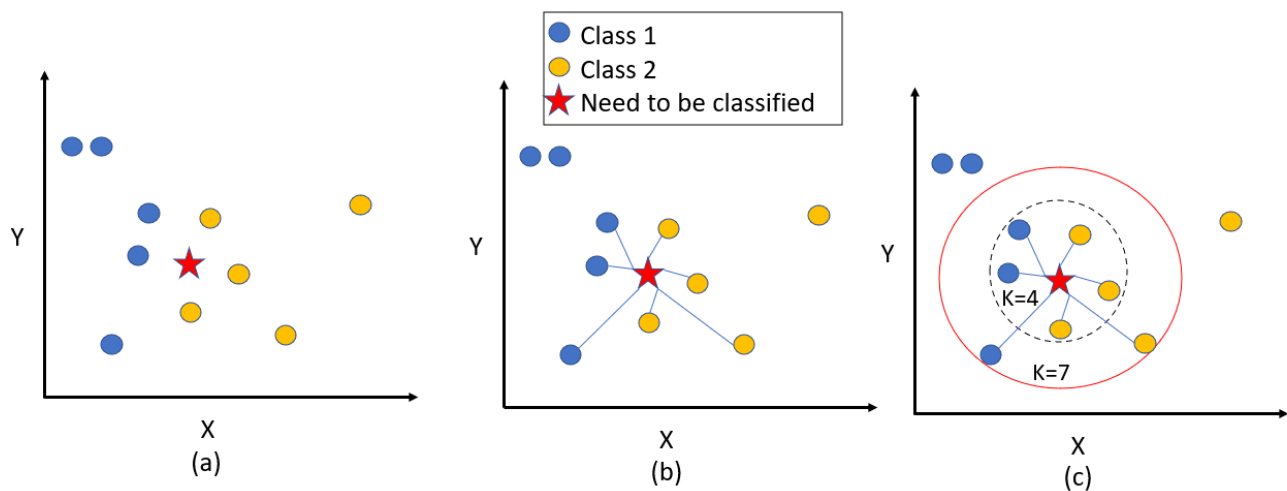 Class 1
Class 2
Need to be classified
Y
X
(a)
Y
X
(b)
Y
K=4
K=7
X
(c)